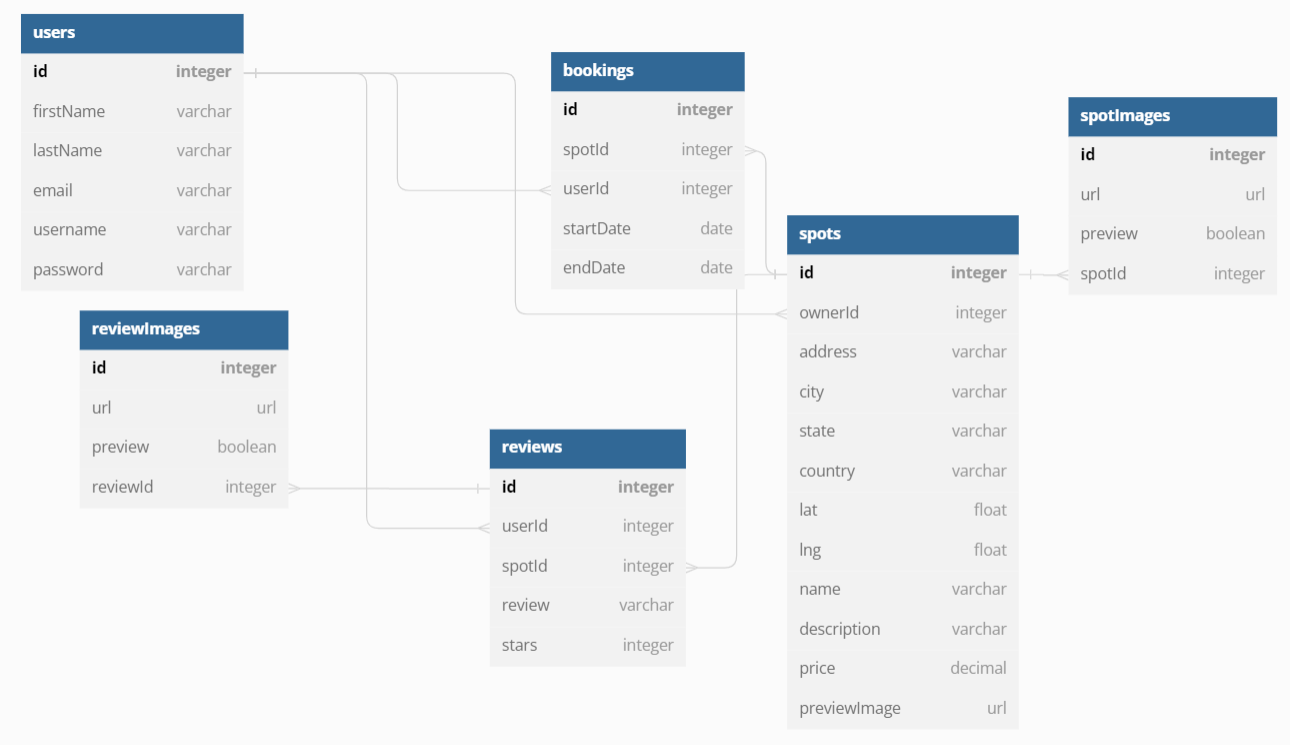 users
id integer
firstName varchar
lastName varchar
email varchar
username varchar
password varchar
reviewImages
id integer
url url
preview boolean
reviewId integer
bookings
id integer
spotId integer
userId integer
startDate date
endDate date
reviews
id integer
userId integer
spotId integer
review varchar
stars integer
spots
id integer
ownerId integer
address varchar
city varchar
state varchar
country varchar
lat float
lng float
name varchar
description varchar
price decimal
previewImage url
spotImages
id integer
url url
preview boolean
spotId integer